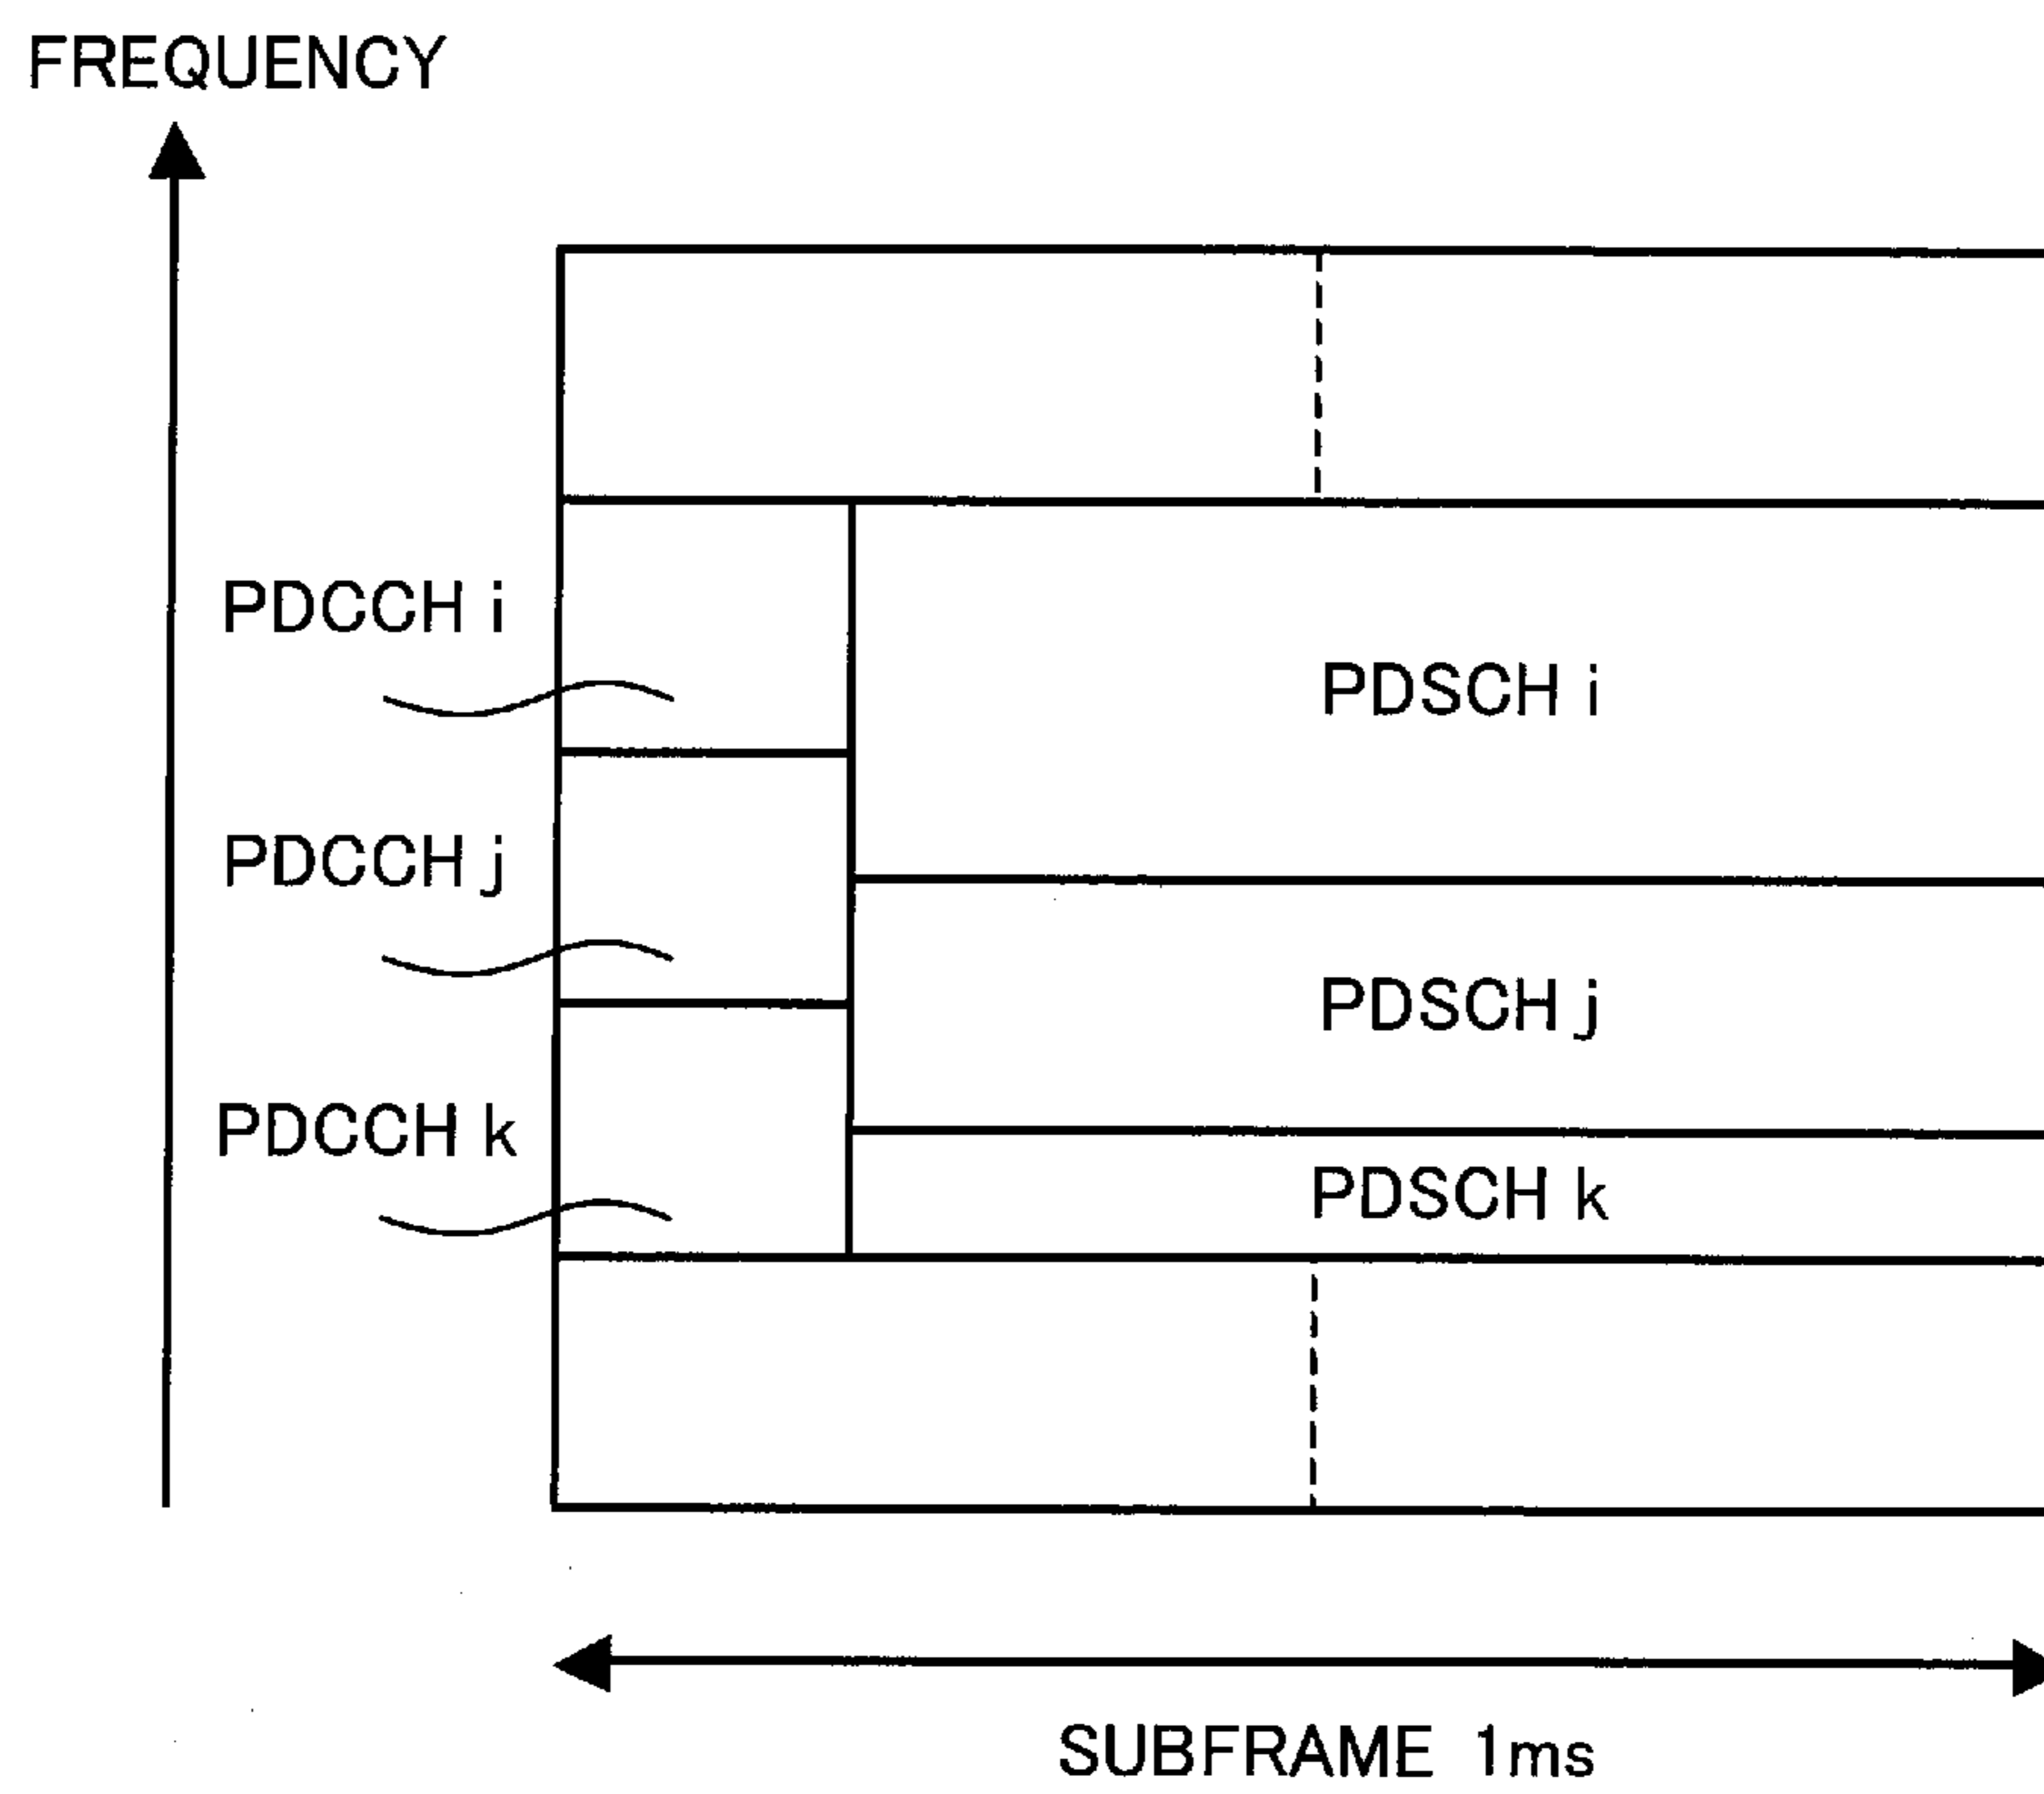 FREQUENCY
PDCCH i
PDSCH i
PDCCH j
PDSCH j
PDCCH k
PDSCH k
SUBFRAME 1ms